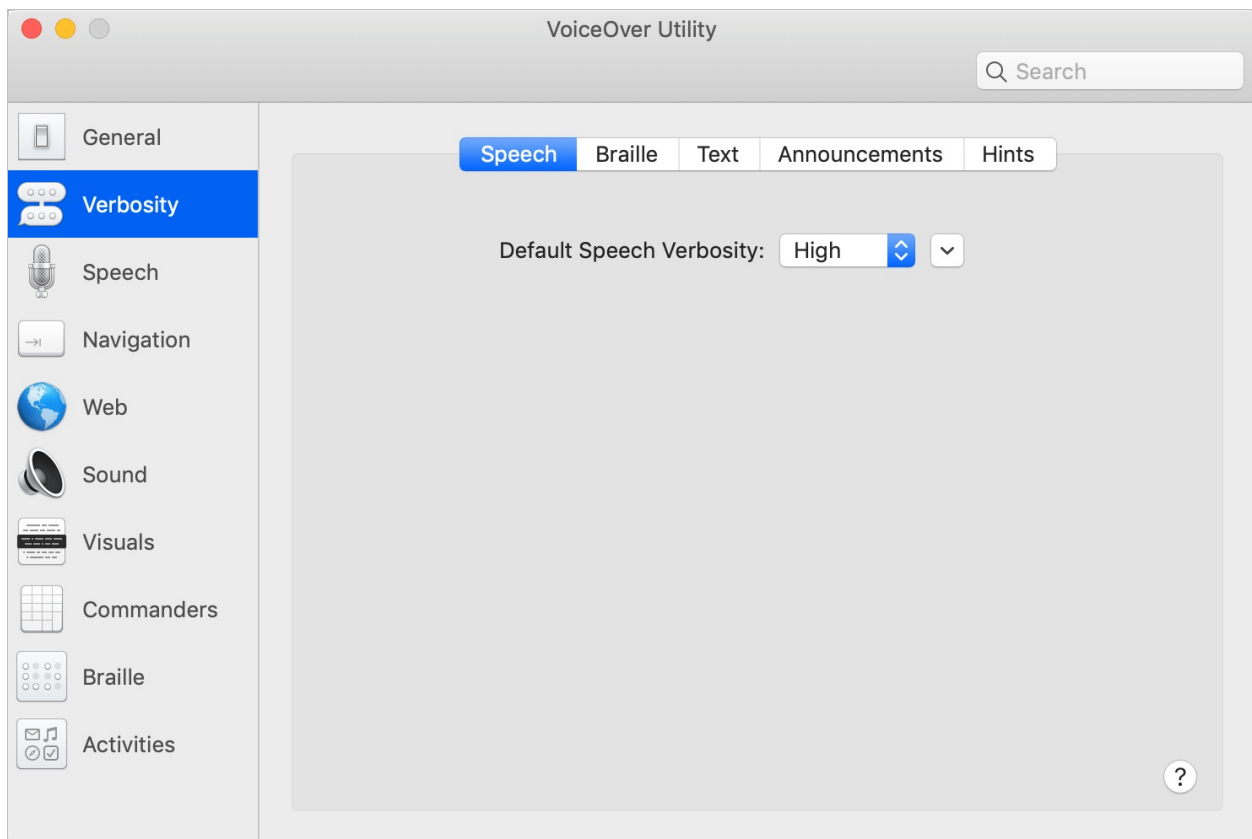 VoiceOver Utility
Search
General
Verbosity
Speech
Navigation
Web
Sound
Visuals
Commanders
Braille
Activities
Speech Braille Text Announcements Hints
Default Speech Verbosity: High
?